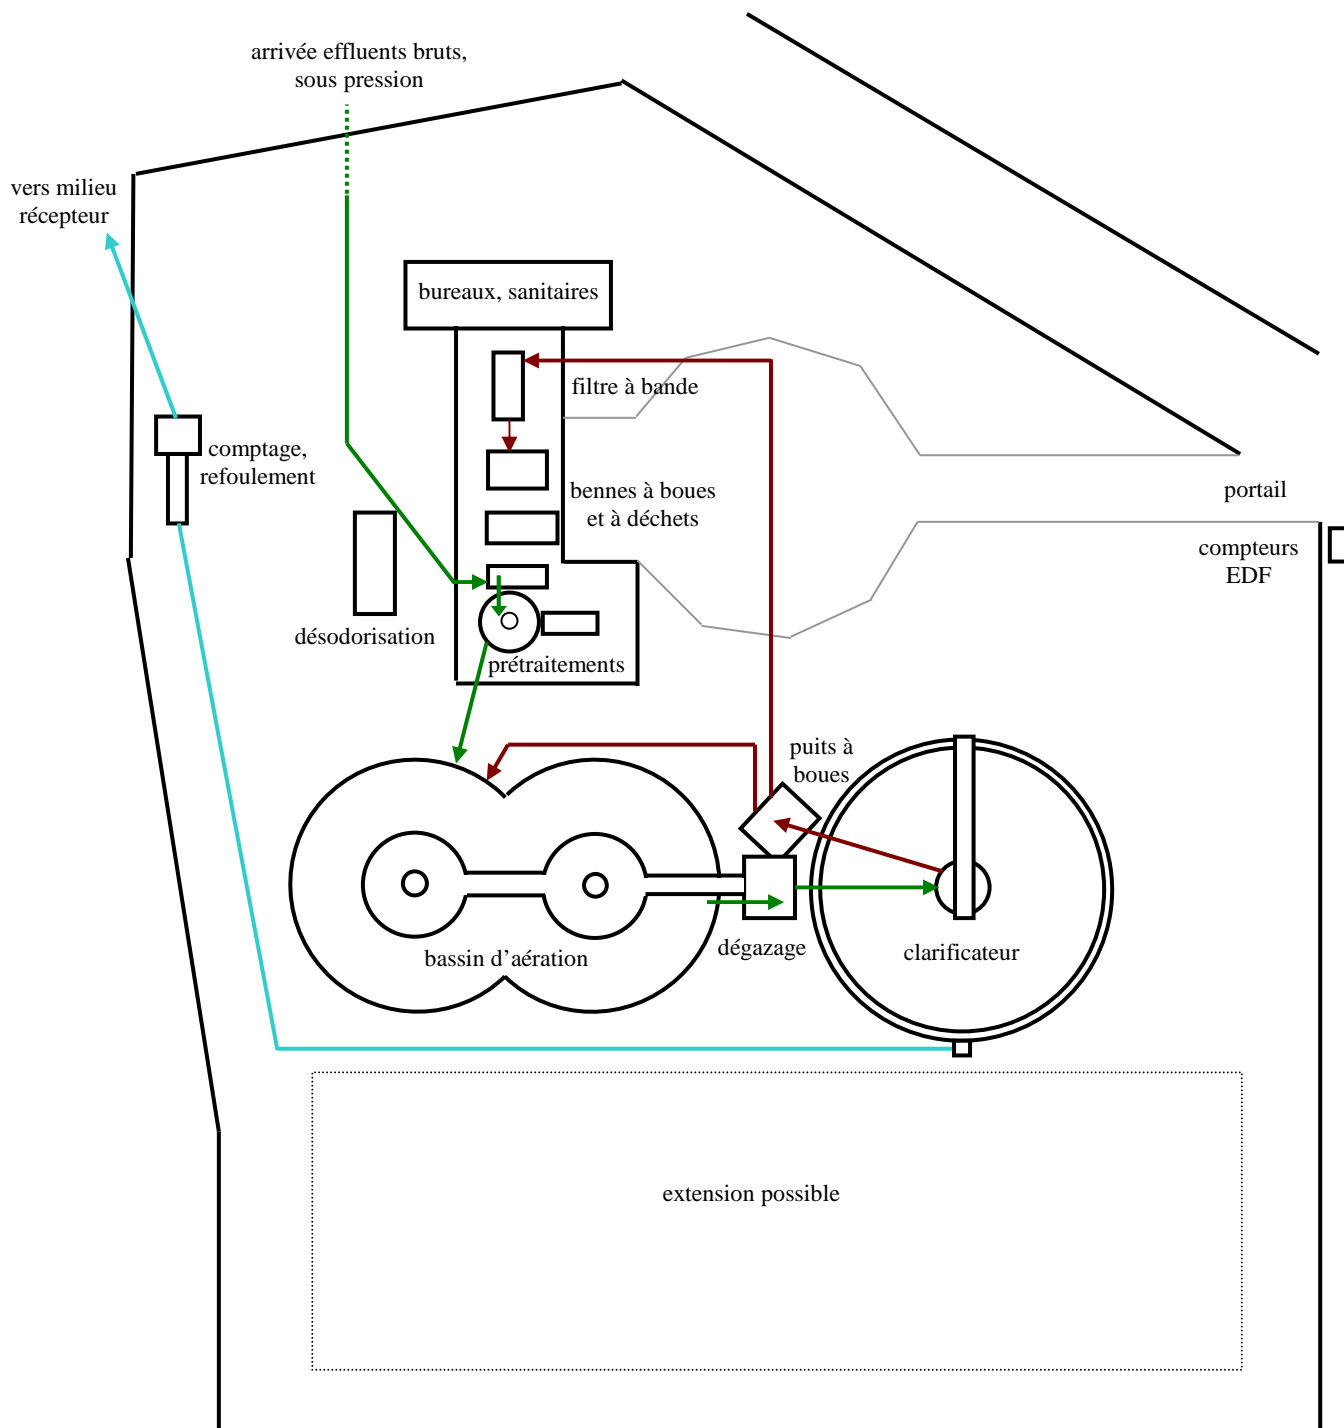 arrivée effluents bruts,
sous pression
vers milieu
récepteur
bureaux, sanitaires
filtre à bande
comptage,
refoulement
bennes à boues
et à déchets
portail
compteurs
EDF
désodorisation
prétraitements
puits à
boues
bassin d’aération
dégazage
clarificateur
extension possible